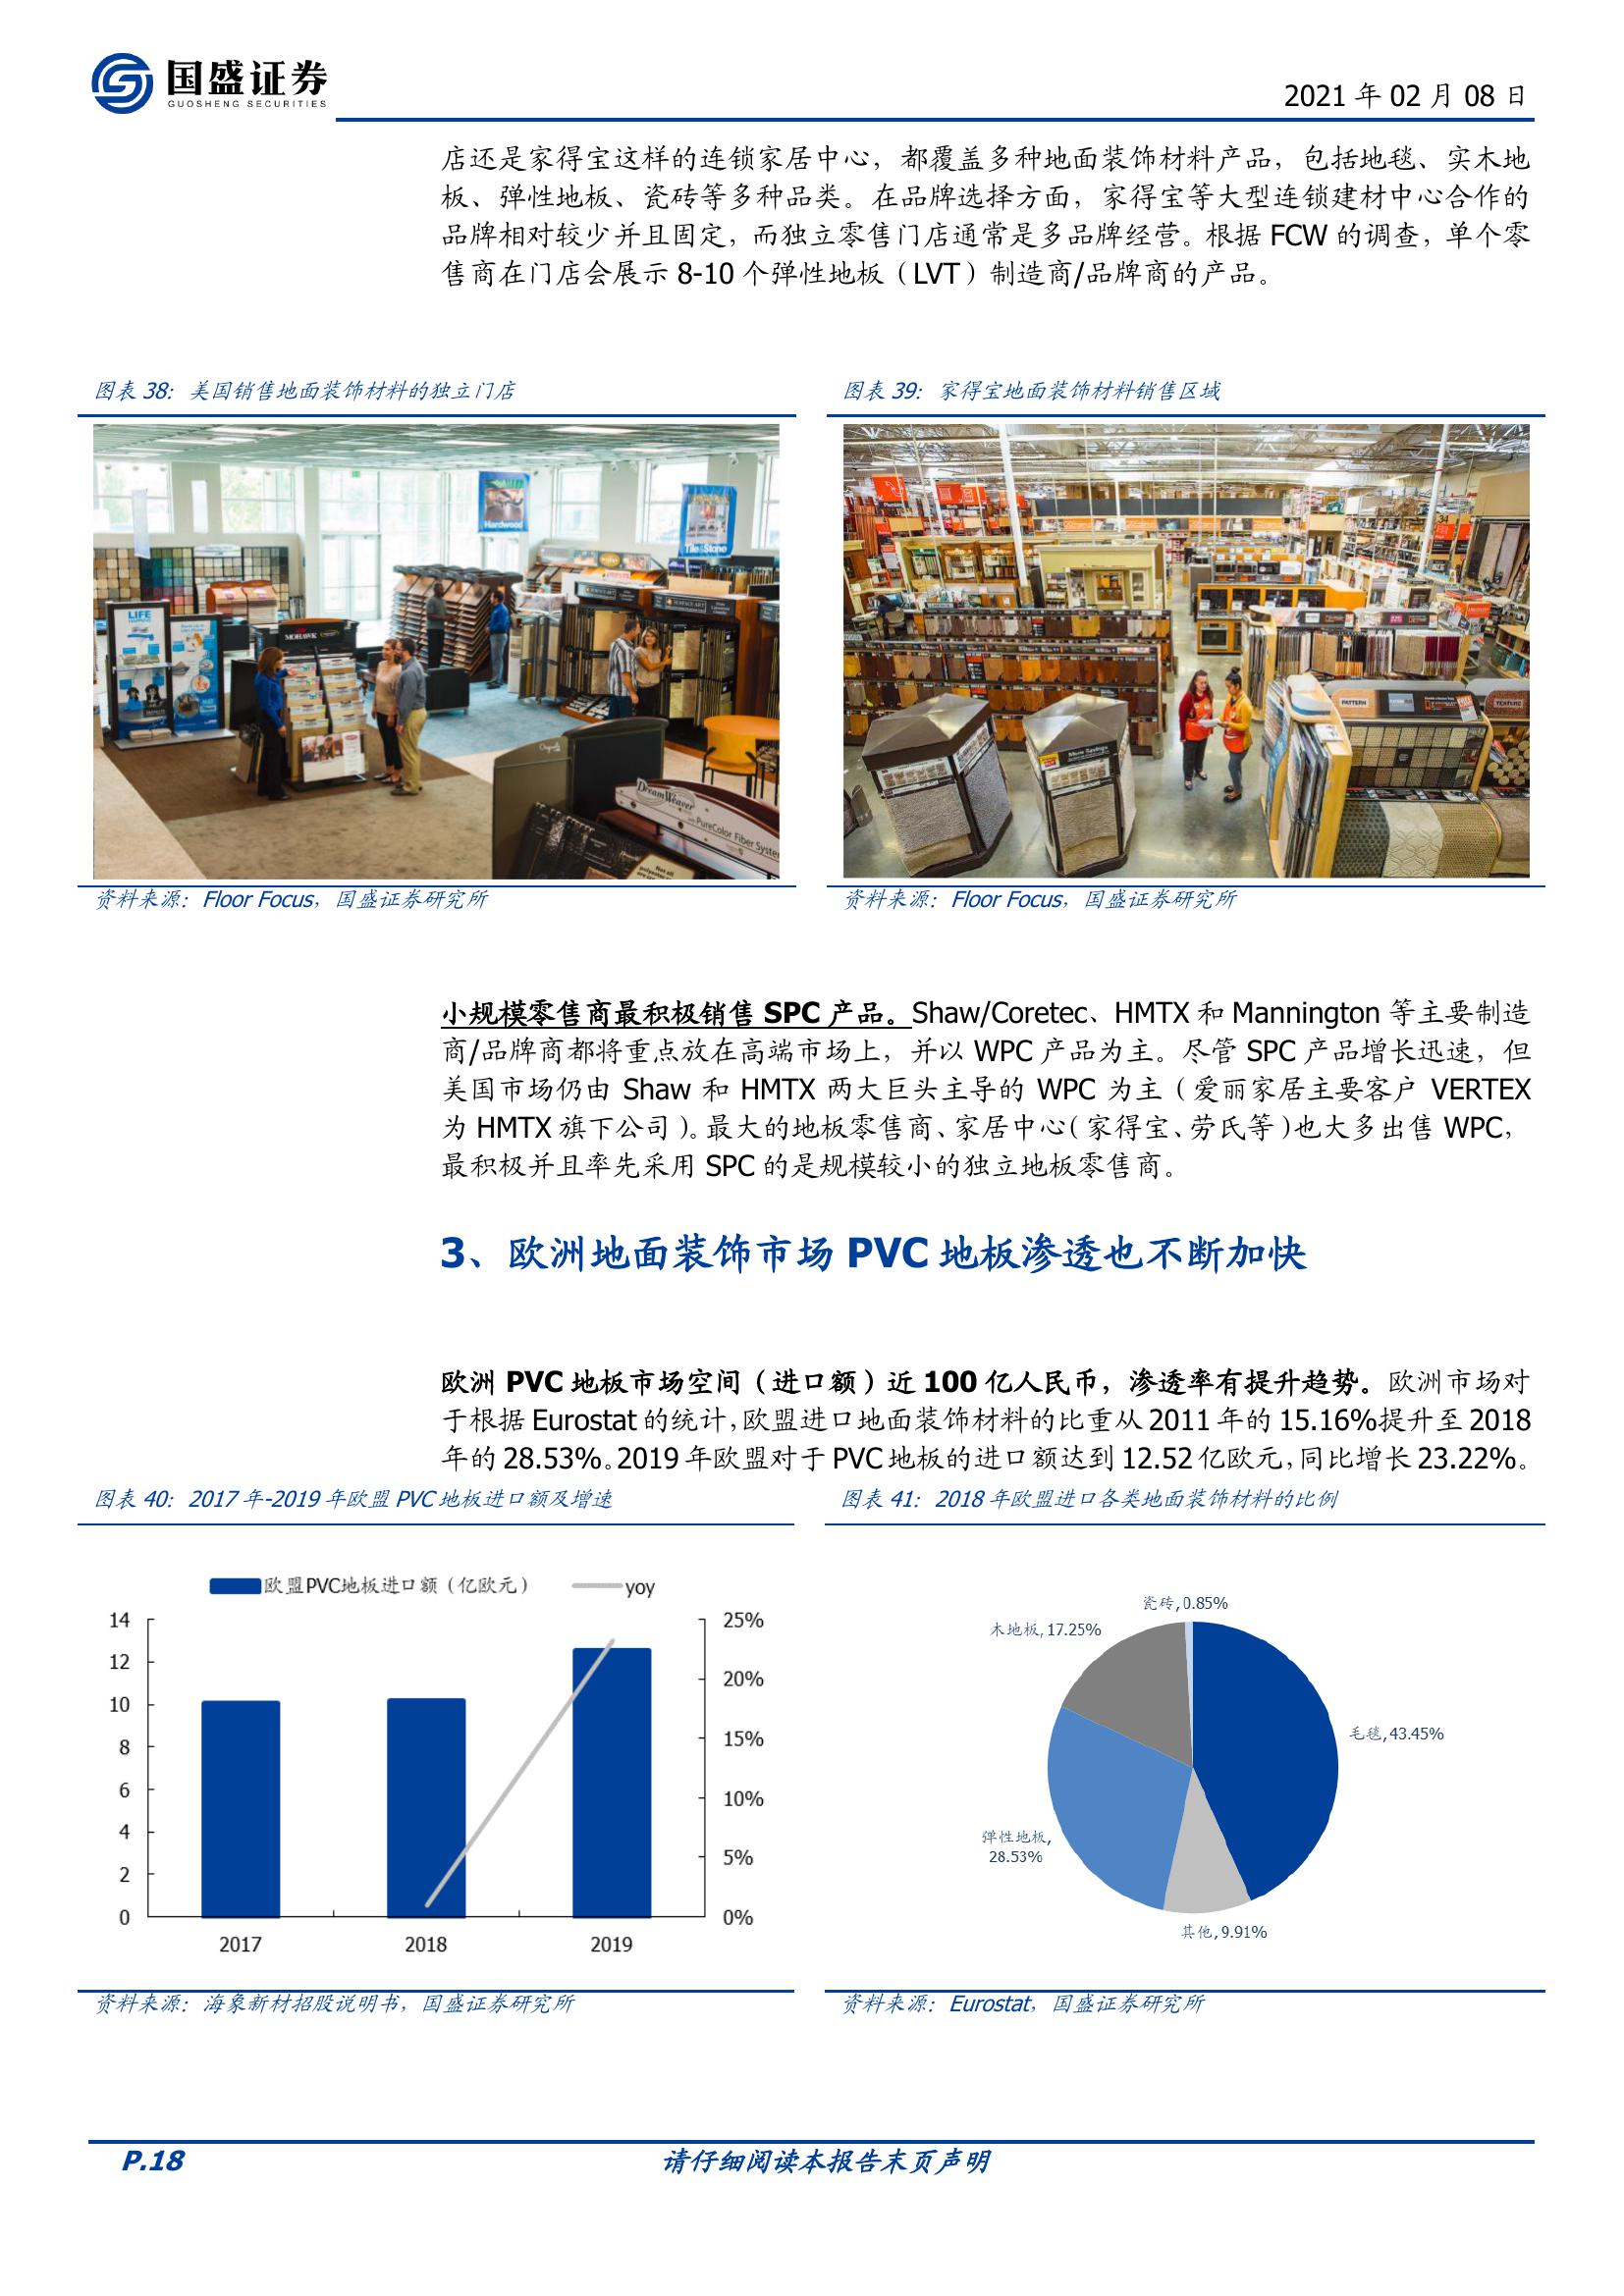 国盛证券
GUOSHENG SECURITIES
2021 年 02 月 08 日
店还是家得宝这样的连锁家居中心，都覆盖多种地面装饰材料产品，包括地毯、实木地
板、弹性地板、瓷砖等多种品类。在品牌选择方面，家得宝等大型连锁建材中心合作的
品牌相对较少并且固定，而独立零售门店通常是多品牌经营。根据 FCW 的调查，单个零
售商在门店会展示 8-10 个弹性地板（LVT）制造商/品牌商的产品。
图表 38： 美国销售地面装饰材料的独立门店
Hardwood
Tile&Stone
LIFE
MOHAWK
DreamWeaver
PureColor Fiber System
资料来源：Floor Focus，国盛证券研究所
图表 39： 家得宝地面装饰材料销售区域
34
PATTERN
TEXTURE
More Savings
资料来源：Floor Focus，国盛证券研究所
小规模零售商最积极销售 SPC 产品。Shaw/Coretec、HMTX 和 Mannington 等主要制造
商/品牌商都将重点放在高端市场上，并以 WPC 产品为主。尽管 SPC 产品增长迅速，但
美国市场仍由 Shaw 和 HMTX 两大巨头主导的 WPC 为主（爱丽家居主要客户 VERTEX
为 HMTX 旗下公司）。最大的地板零售商、家居中心（家得宝、劳氏等）也大多出售 WPC，
最积极并且率先采用 SPC 的是规模较小的独立地板零售商。
3、欧洲地面装饰市场 PVC 地板渗透也不断加快
欧洲 PVC 地板市场空间（进口额）近 100 亿人民币，渗透率有提升趋势。欧洲市场对
于根据 Eurostat 的统计，欧盟进口地面装饰材料的比重从 2011 年的 15.16%提升至 2018
年的 28.53%。2019 年欧盟对于 PVC 地板的进口额达到 12.52 亿欧元，同比增长 23.22%。
图表 40： 2017 年-2019 年欧盟 PVC 地板进口额及增速
欧盟PVC地板进口额（亿欧元）
yoy
14
12
10
8
6
4
2
0
25%
20%
15%
10%
5%
0%
2017
2018
2019
资料来源：海象新材招股说明书，国盛证券研究所
图表 41： 2018 年欧盟进口各类地面装饰材料的比例
瓷砖, 0.85%
木地板, 17.25%
毛毯, 43.45%
弹性地板,
28.53%
其他, 9.91%
资料来源：Eurostat，国盛证券研究所
P.18
请仔细阅读本报告末页声明